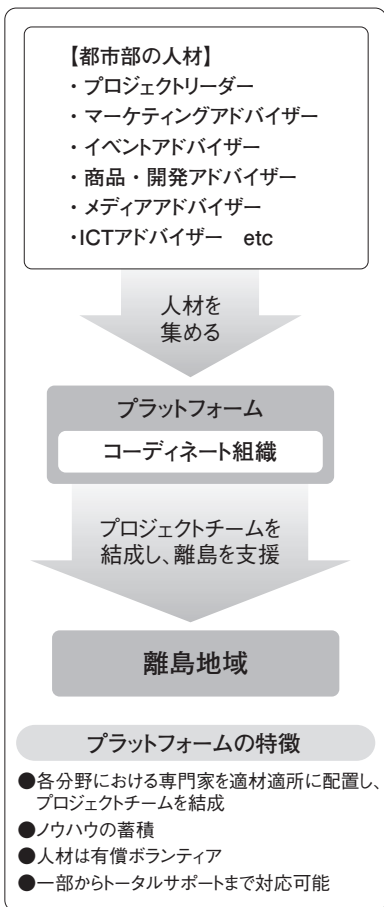 【都市部の人材】
・プロジェクトリーダー
・マーケティングアドバイザー
・イベントアドバイザー
・商品・開発アドバイザー
・メディアアドバイザー
・ICTアドバイザー　etc
人材を
集める
プラットフォーム
コーディネート組織
プロジェクトチームを
結成し、離島を支援
離島地域
プラットフォームの特徴
●各分野における専門家を適材適所に配置し、
プロジェクトチームを結成
●ノウハウの蓄積
●人材は有償ボランティア
●一部からトータルサポートまで対応可能